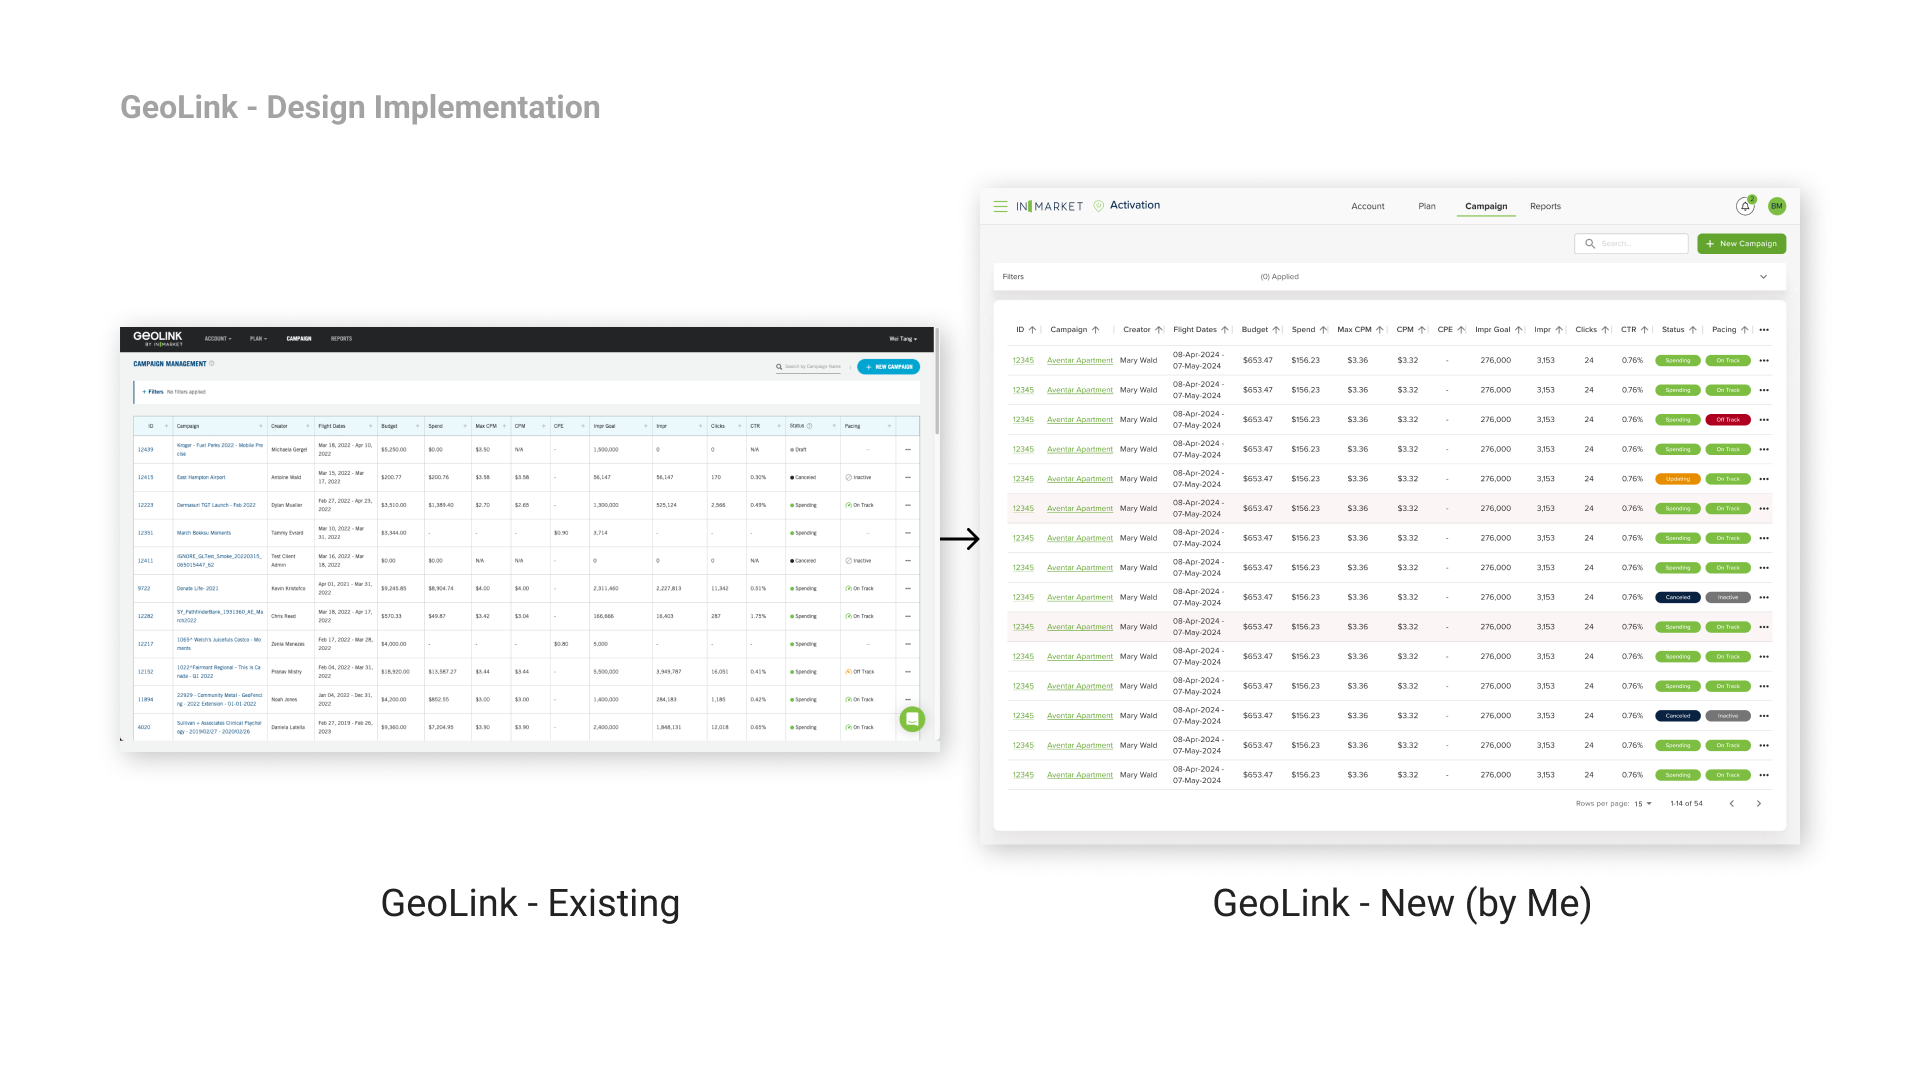 GeoLink - Design Implementation
GEOLINK
BY INMARKET
ACCOUNT PLAN CAMPAIGN REPORTS
Wei Tang
CAMPAIGN MANAGEMENT
Search by Campaign Name
+ NEW CAMPAIGN
+ Filters No filters applied
ID Campaign Creator Flight Dates Budget Spend Max CPM CPM CPE Impr Goal Impr Clicks CTR Status Pacing
12439 Kroger - Fuel Perks 2022 - Mobile Pre Michaela Gergel Mar 18, 2022 - Apr 10, $5,250.00 $0.00 $3.50 N/A - 1,500,000 0 0 N/A Draft -
cise 2022
12415 East Hampton Airport Antoine Wald Mar 15, 2022 - Mar $200.77 $200.76 $3.58 $3.58 - 56,147 56,147 170 0.30% Canceled Inactive
17, 2022
12223 Dermasuri TGT Launch - Feb 2022 Dylan Mueller Feb 27, 2022 - Apr 23, $3,510.00 $1,389.40 $2.70 $2.65 - 1,300,000 525,124 2,566 0.49% Spending On Track
2022
12351 March Bokksu Moments Tammy Evrard Mar 10, 2022 - Mar $3,344.00 - - - $0.90 3,714 - - - Spending -
31, 2022
12411 IGNORE_GLTest_Smoke_20220315_ Test Client Mar 16, 2022 - Mar $0.00 $0.00 N/A N/A - 0 0 0 N/A Canceled Inactive
065015447_62 Admin 18, 2022
9722 Donate Life- 2021 Kevin Kristofco Apr 01, 2021 - Mar 31, $9,245.85 $8,904.74 $4.00 $4.00 - 2,311,460 2,227,813 11,342 0.51% Spending On Track
2022
12282 SY_PathfinderBank_1931360_AE_Ma Chris Reed Mar 18, 2022 - Apr 17, $570.33 $49.87 $3.42 $3.04 - 166,666 16,403 287 1.75% Spending On Track
rch2022 2022
12217 1065^ Welch's Juicefuls Costco - Mo Zenia Menezes Feb 17, 2022 - Mar 28, $4,000.00 - - - $0.80 5,000 - - - Spending -
ments 2022
12152 1022^Fairmont Regional - This is Ca Pranav Mistry Feb 04, 2022 - Mar 31, $18,920.00 $13,587.27 $3.44 $3.44 - 5,500,000 3,949,787 16,051 0.41% Spending Off Track
nada - Q1 2022 2022
11894 22929 - Community Metal - GeoFenci Noah Jones Jan 04, 2022 - Dec 31, $4,200.00 $852.55 $3.00 $3.00 - 1,400,000 284,183 1,185 0.42% Spending On Track
ng - 2022 Extension - 01-01-2022 2022
4020 Sullivan + Associates Clinical Psychol Daniela Latella Feb 27, 2019 - Feb 26, $9,360.00 $7,204.95 $3.90 $3.90 - 2,400,000 1,848,131 12,018 0.65% Spending On Track
ogy - 2019/02/27 - 2020/02/26 2023
GeoLink - Existing
INMARKET Activation
Account Plan Campaign Reports
2
BM
Search...
+ New Campaign
Filters (0) Applied
ID Campaign Creator Flight Dates Budget Spend Max CPM CPM CPE Impr Goal Impr Clicks CTR Status Pacing
12345 Aventar Apartment Mary Wald 08-Apr-2024 - $653.47 $156.23 $3.36 $3.32 - 276,000 3,153 24 0.76% Spending On Track
07-May-2024
12345 Aventar Apartment Mary Wald 08-Apr-2024 - $653.47 $156.23 $3.36 $3.32 - 276,000 3,153 24 0.76% Spending On Track
07-May-2024
12345 Aventar Apartment Mary Wald 08-Apr-2024 - $653.47 $156.23 $3.36 $3.32 - 276,000 3,153 24 0.76% Spending Off Track
07-May-2024
12345 Aventar Apartment Mary Wald 08-Apr-2024 - $653.47 $156.23 $3.36 $3.32 - 276,000 3,153 24 0.76% Spending On Track
07-May-2024
12345 Aventar Apartment Mary Wald 08-Apr-2024 - $653.47 $156.23 $3.36 $3.32 - 276,000 3,153 24 0.76% Updating On Track
07-May-2024
12345 Aventar Apartment Mary Wald 08-Apr-2024 - $653.47 $156.23 $3.36 $3.32 - 276,000 3,153 24 0.76% Spending On Track
07-May-2024
12345 Aventar Apartment Mary Wald 08-Apr-2024 - $653.47 $156.23 $3.36 $3.32 - 276,000 3,153 24 0.76% Spending On Track
07-May-2024
12345 Aventar Apartment Mary Wald 08-Apr-2024 - $653.47 $156.23 $3.36 $3.32 - 276,000 3,153 24 0.76% Spending On Track
07-May-2024
12345 Aventar Apartment Mary Wald 08-Apr-2024 - $653.47 $156.23 $3.36 $3.32 - 276,000 3,153 24 0.76% Canceled Inactive
07-May-2024
12345 Aventar Apartment Mary Wald 08-Apr-2024 - $653.47 $156.23 $3.36 $3.32 - 276,000 3,153 24 0.76% Spending On Track
07-May-2024
12345 Aventar Apartment Mary Wald 08-Apr-2024 - $653.47 $156.23 $3.36 $3.32 - 276,000 3,153 24 0.76% Spending On Track
07-May-2024
12345 Aventar Apartment Mary Wald 08-Apr-2024 - $653.47 $156.23 $3.36 $3.32 - 276,000 3,153 24 0.76% Spending On Track
07-May-2024
12345 Aventar Apartment Mary Wald 08-Apr-2024 - $653.47 $156.23 $3.36 $3.32 - 276,000 3,153 24 0.76% Canceled Inactive
07-May-2024
12345 Aventar Apartment Mary Wald 08-Apr-2024 - $653.47 $156.23 $3.36 $3.32 - 276,000 3,153 24 0.76% Spending On Track
07-May-2024
12345 Aventar Apartment Mary Wald 08-Apr-2024 - $653.47 $156.23 $3.36 $3.32 - 276,000 3,153 24 0.76% Spending On Track
07-May-2024
Rows per page: 15 1-14 of 54
GeoLink - New (by Me)